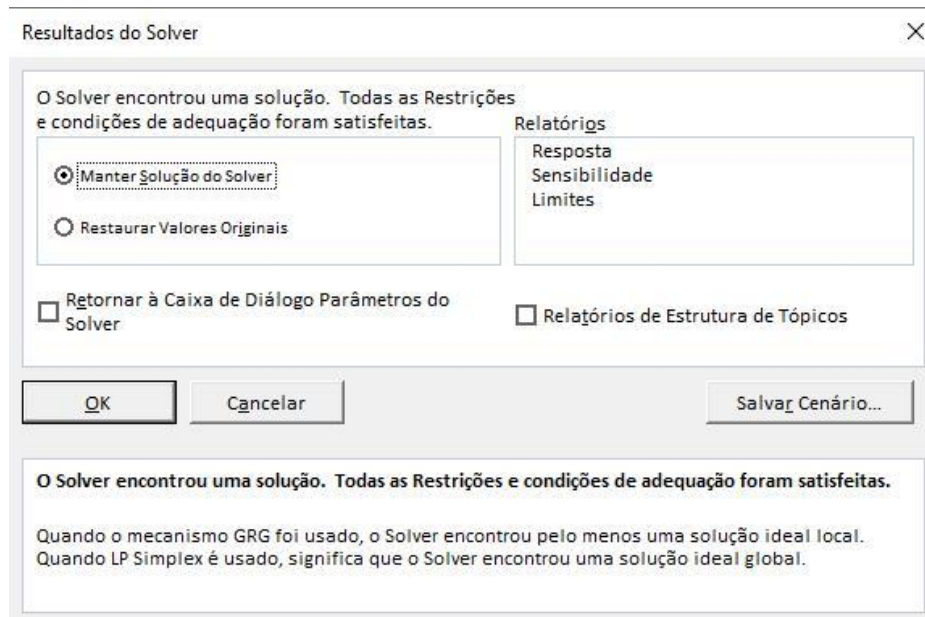 Resultados do Solver
O Solver encontrou uma solução. Todas as Restrições
e condições de adequação foram satisfeitas.
Relatórios
Manter Solução do Solver
Restaurar Valores Originais
Resposta
Sensibilidade
Limites
Retornar à Caixa de Diálogo Parâmetros do
Solver
Relatórios de Estrutura de Tópicos
OK
Cancelar
Salvar Cenário...
O Solver encontrou uma solução. Todas as Restrições e condições de adequação foram satisfeitas.
Quando o mecanismo GRG foi usado, o Solver encontrou pelo menos uma solução ideal local.
Quando LP Simplex é usado, significa que o Solver encontrou uma solução ideal global.